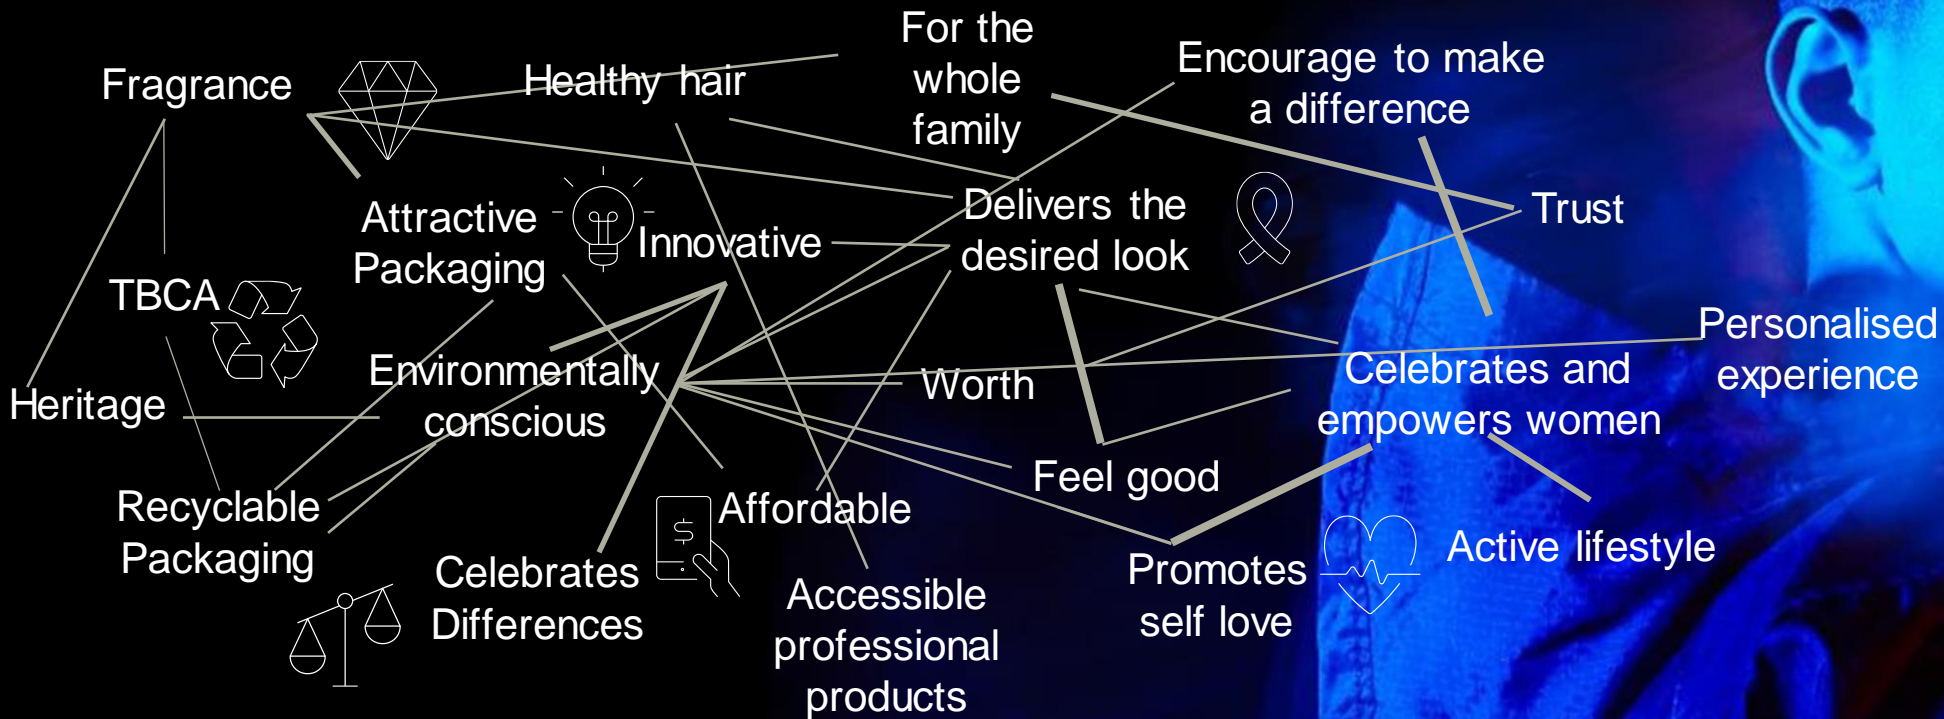 Fragrance
Healthy hair
For the
whole
family
Encourage to make
a difference
Attractive
Packaging
Innovative
Delivers the
desired look
Trust
TBCA
Environmentally
conscious
Worth
Celebrates and
empowers women
Personalised
experience
Heritage
Recyclable
Packaging
Celebrates
Differences
$
Affordable
Feel good
Accessible
professional
products
Promotes
self love
Active lifestyle